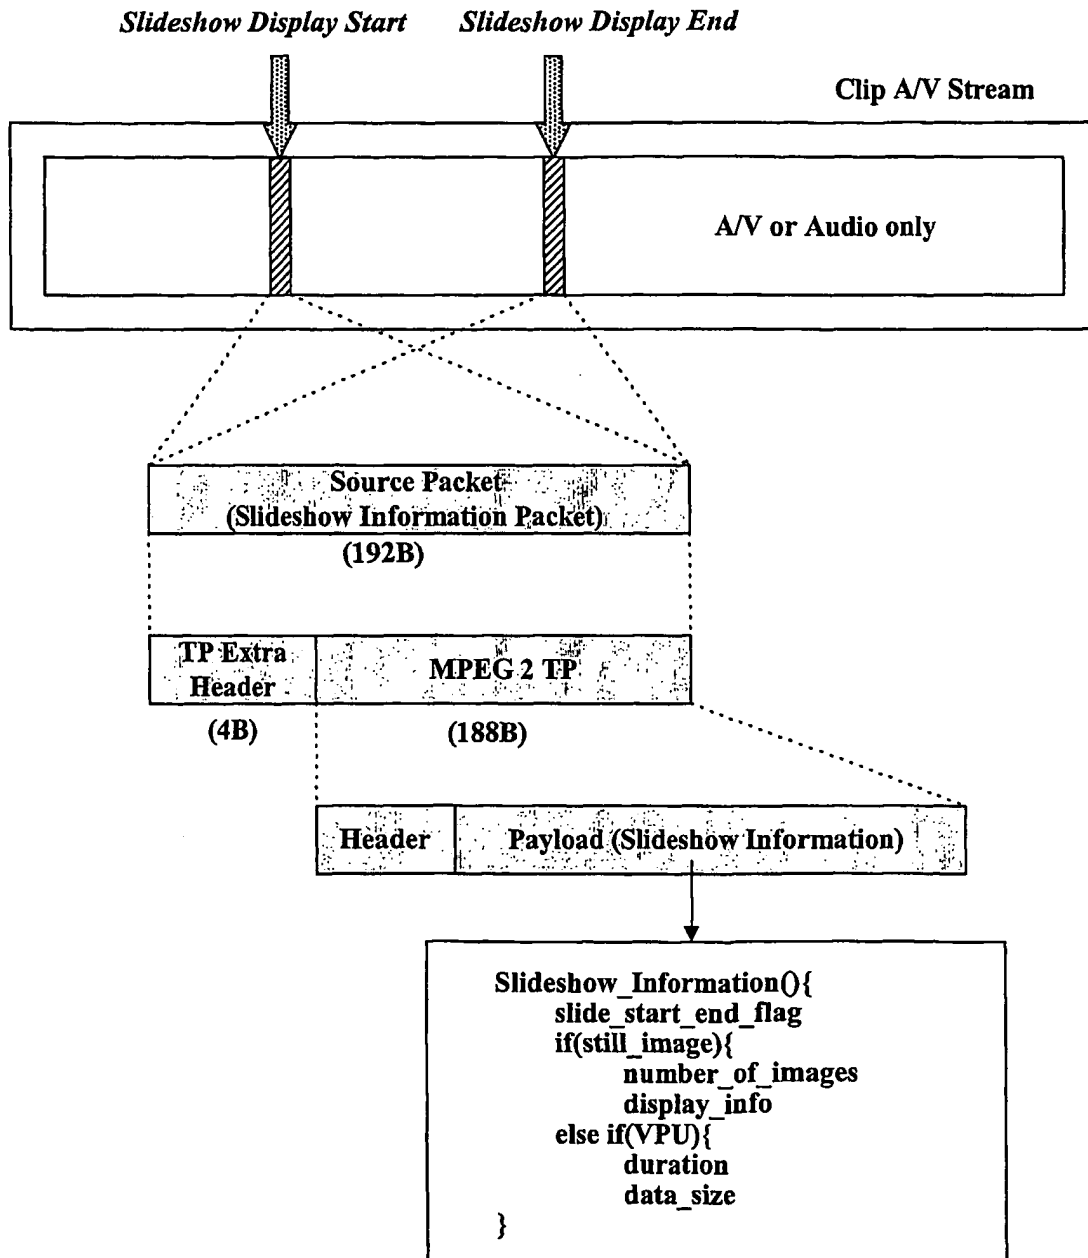 Slideshow Display Start
Slideshow Display End
Clip A/V Stream
A/V or Audio only
Source Packet
(Slideshow Information Packet)
(192B)
TP Extra
Header
MPEG 2 TP
(4B)
(188B)
Header
Payload (Slideshow Information)
Slideshow_Information(){
slide_start_end_flag
if(still_image){
number_of_images
display_info
else if(VPU){
duration
data_size
}